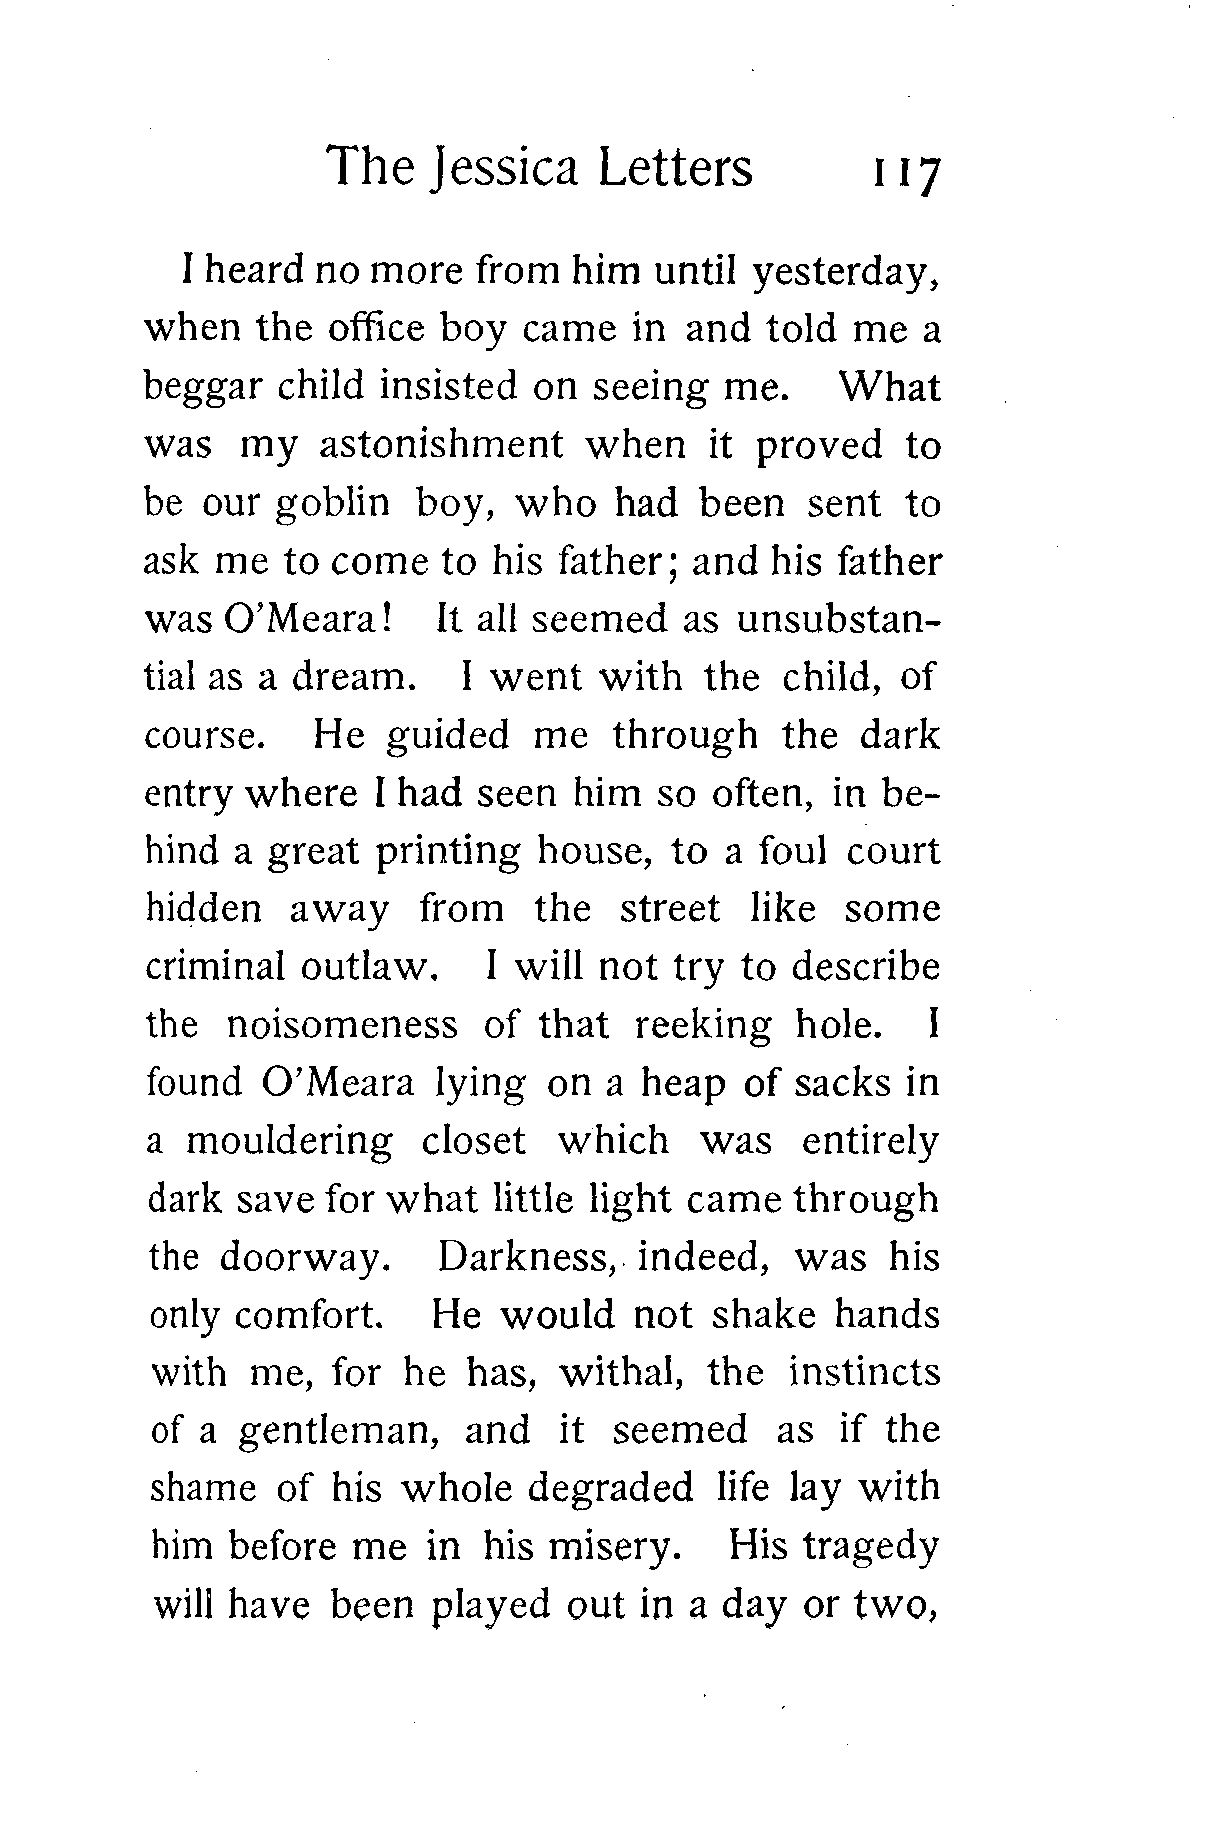 The Jessica Letters 117
I heard no more from him until yesterday,
when the office boy came in and told me a
beggar child insisted on seeing me. What
was my astonishment when it proved to
be our goblin boy, who had been sent to
ask me to come to his father; and his father
was O'Meara! It all seemed as unsubstan-
tial as a dream. I went with the child, of
course. He guided me through the dark
entry where I had seen him so often, in be-
hind a great printing house, to a foul court
hidden away from the street like some
criminal outlaw. I will not try to describe
the noisomeness of that reeking hole. I
found O'Meara lying on a heap of sacks in
a mouldering closet which was entirely
dark save for what little light came through
the doorway. Darkness, indeed, was his
only comfort. He would not shake hands
with me, for he has, withal, the instincts
of a gentleman, and it seemed as if the
shame of his whole degraded life lay with
him before me in his misery. His tragedy
will have been played out in a day or two,